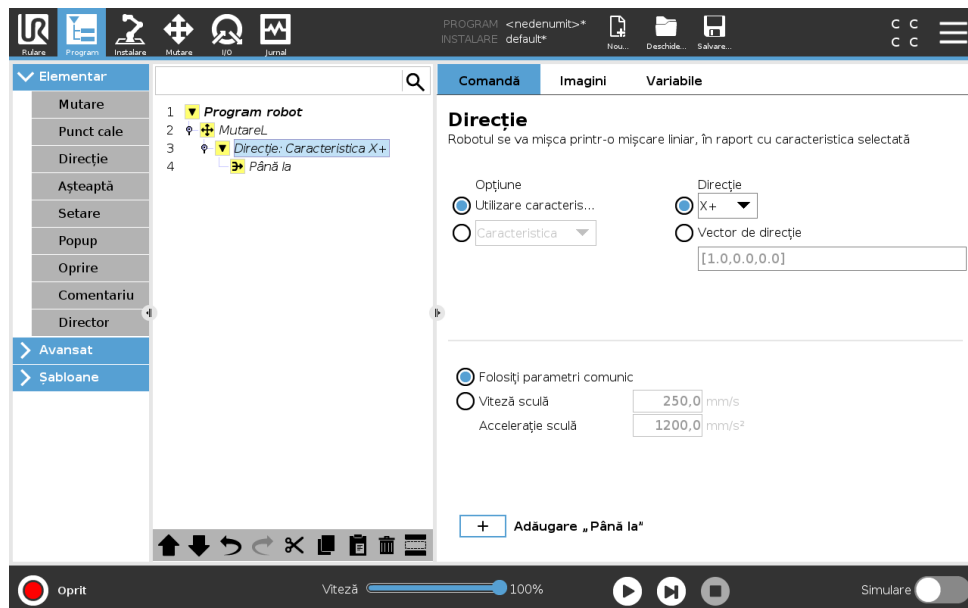 PROGRAM <nedenumit>*
INSTALARE default*
Rulare Program Instalare Mutare I/O Jurnal Nou... Deschide... Salvare...
C C
C C
Elementar
Mutare
Punct cale
Direcție
Așteaptă
Setare
Popup
Oprire
Comentariu
Director
Avansat
Șabloane
1 Program robot
2 MutareL
3 Direcție: Caracteristica X+
4 Până la
Comandă Imagini Variabile
Direcție
Robotul se va mișca printr-o mișcare liniar, în raport cu caracteristica selectată
Opțiune Direcție
Utilizare caracteris... X+
Caracteristica Vector de direcție
[1.0,0.0,0.0]
Folosiți parametri comunic
Viteză sculă 250,0 mm/s
Accelerație sculă 1200,0 mm/s²
+ Adăugare „Până la"
Oprit Viteză 100% Simulare